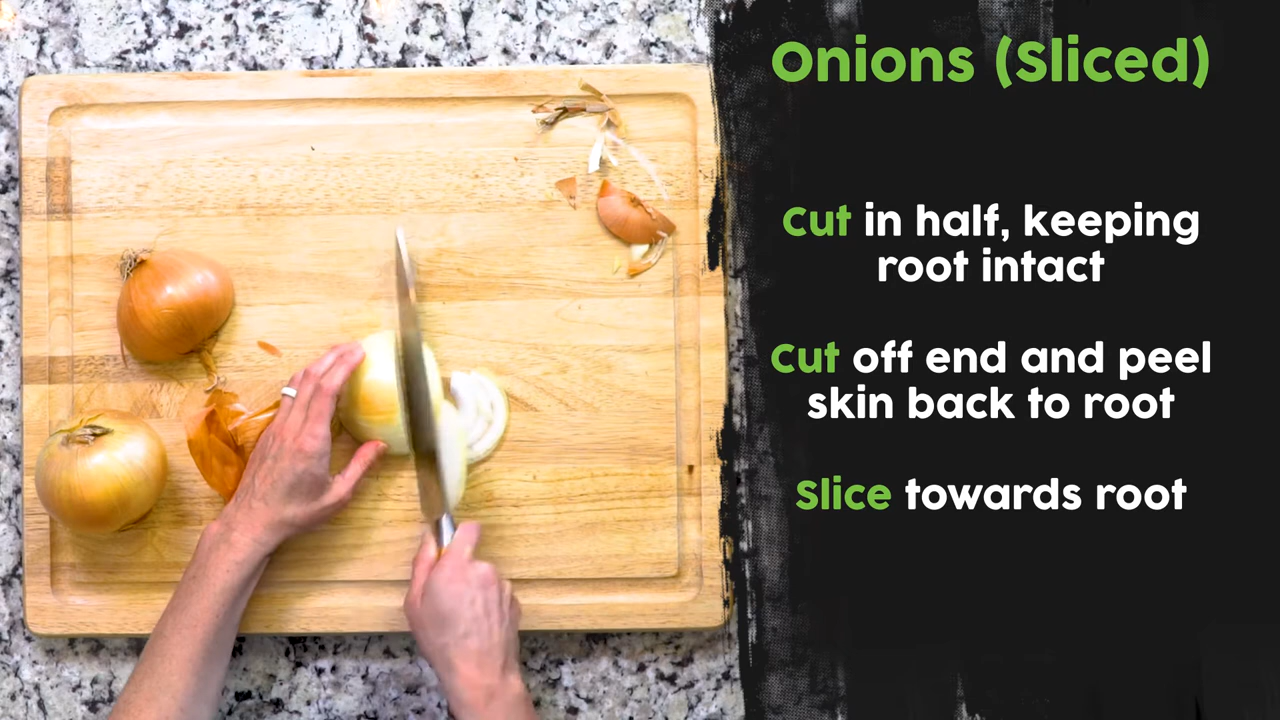 Onions (Sliced)
Cut in half, keeping
root intact
Cut off end and peel
skin back to root
Slice towards root